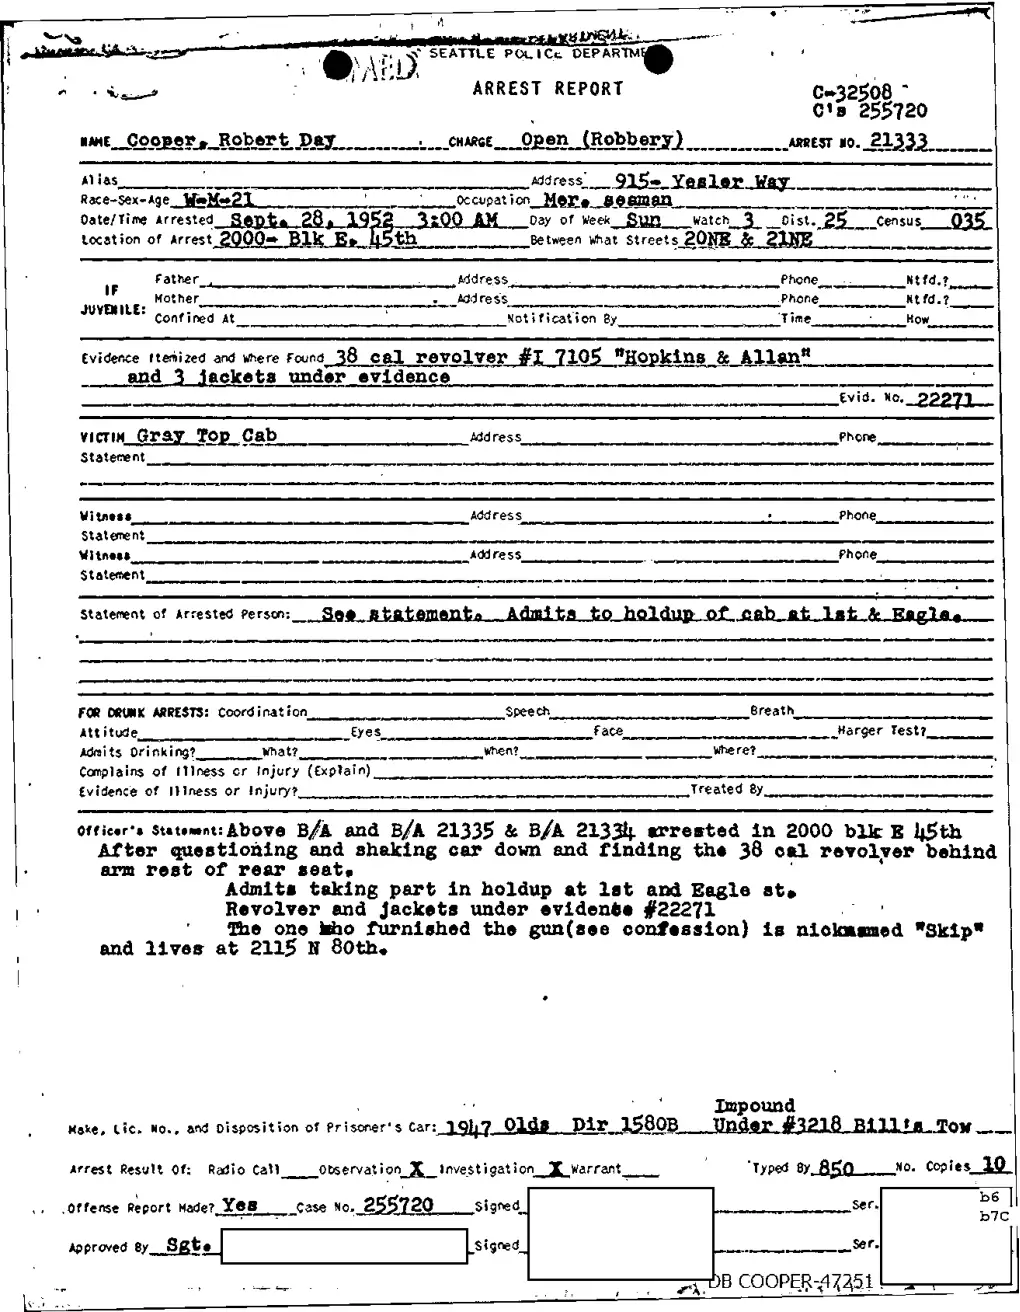 SEATTLE POLICE DEPARTME
ARREST REPORT
C-32508
C's 255720
NAME Cooper, Robert Day CHARGE Open (Robbery) ARREST NO. 21333
Alias Address 915- Yesler Way
Race-Sex-Age W-M-21 Occupation Mer. seaman
Date/Time Arrested Sept. 28, 1952 3:00 AM Day of Week Sun Watch 3 Dist. 25 Census 035
Location of Arrest 2000- Blk E. 45th Between What Streets 20NE & 21NE
IF JUVENILE:
Father Address Phone Ntfd.?
Mother Address Phone Ntfd.?
Confined At Notification By Time How
Evidence Itemized and Where Found 38 cal revolver #I 7105 "Hopkins & Allan"
and 3 jackets under evidence
Evid. No. 22271
VICTIM Gray Top Cab Address Phone
Statement
Witness Address Phone
Statement
Witness Address Phone
Statement
Statement of Arrested Person: See statement. Admits to holdup of cab at 1st & Eagle.
FOR DRUNK ARRESTS: Coordination Speech Breath
Attitude Eyes Face Harger Test?
Admits Drinking? What? When? Where?
Complains of Illness or Injury (Explain)
Evidence of Illness or Injury? Treated By
Officer's Statement: Above B/A and B/A 21335 & B/A 21334 arrested in 2000 blk E 45th
After questioning and shaking car down and finding the 38 cal revolver behind
arm rest of rear seat.
Admits taking part in holdup at 1st and Eagle st.
Revolver and jackets under evidence #22271
The one who furnished the gun(see confession) is nicknamed "Skip"
and lives at 2115 N 80th.
Impound
Make, Lic. No., and Disposition of Prisoner's Car: 1947 Olds Dir 1580B Under #3218 Bill's Tow
Arrest Result Of: Radio Call Observation X Investigation X Warrant Typed By 850 No. Copies 10
Offense Report Made? Yes Case No. 255720 Signed Ser.
b6
b7C
Approved By Sgt. Signed Ser.
DB COOPER-47251